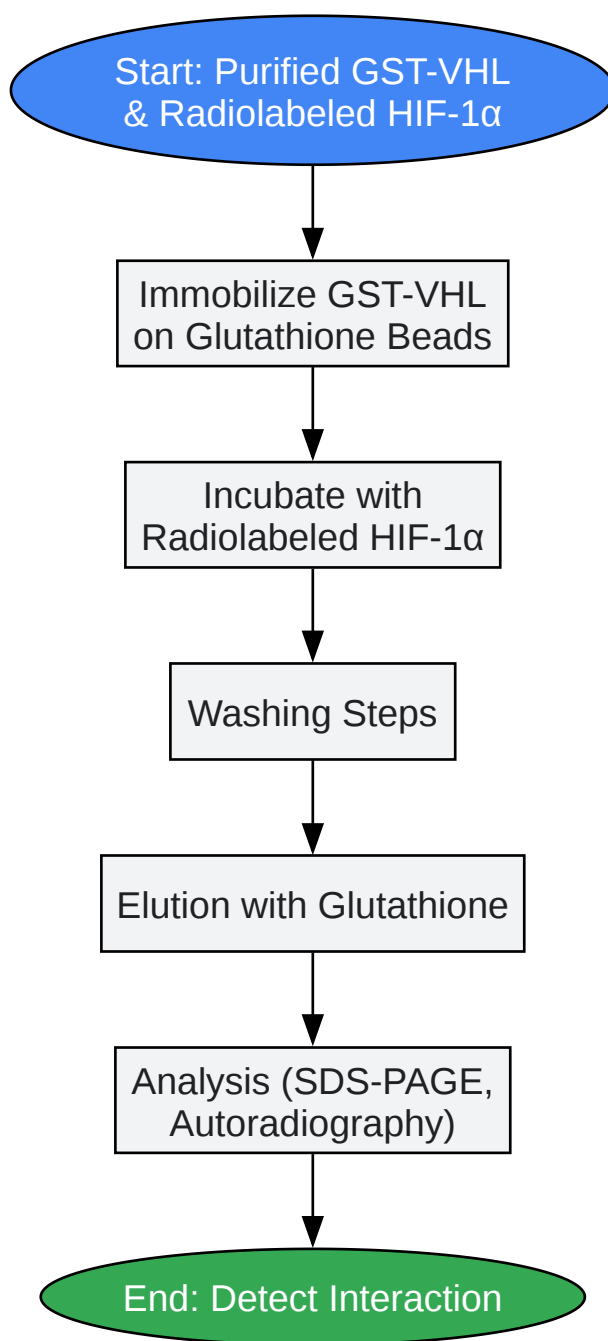 Start: Purified GST-VHL
& Radiolabeled HIF-1α
Immobilize GST-VHL
on Glutathione Beads
Incubate with
Radiolabeled HIF-1α
Washing Steps
Elution with Glutathione
Analysis (SDS-PAGE,
Autoradiography)
End: Detect Interaction